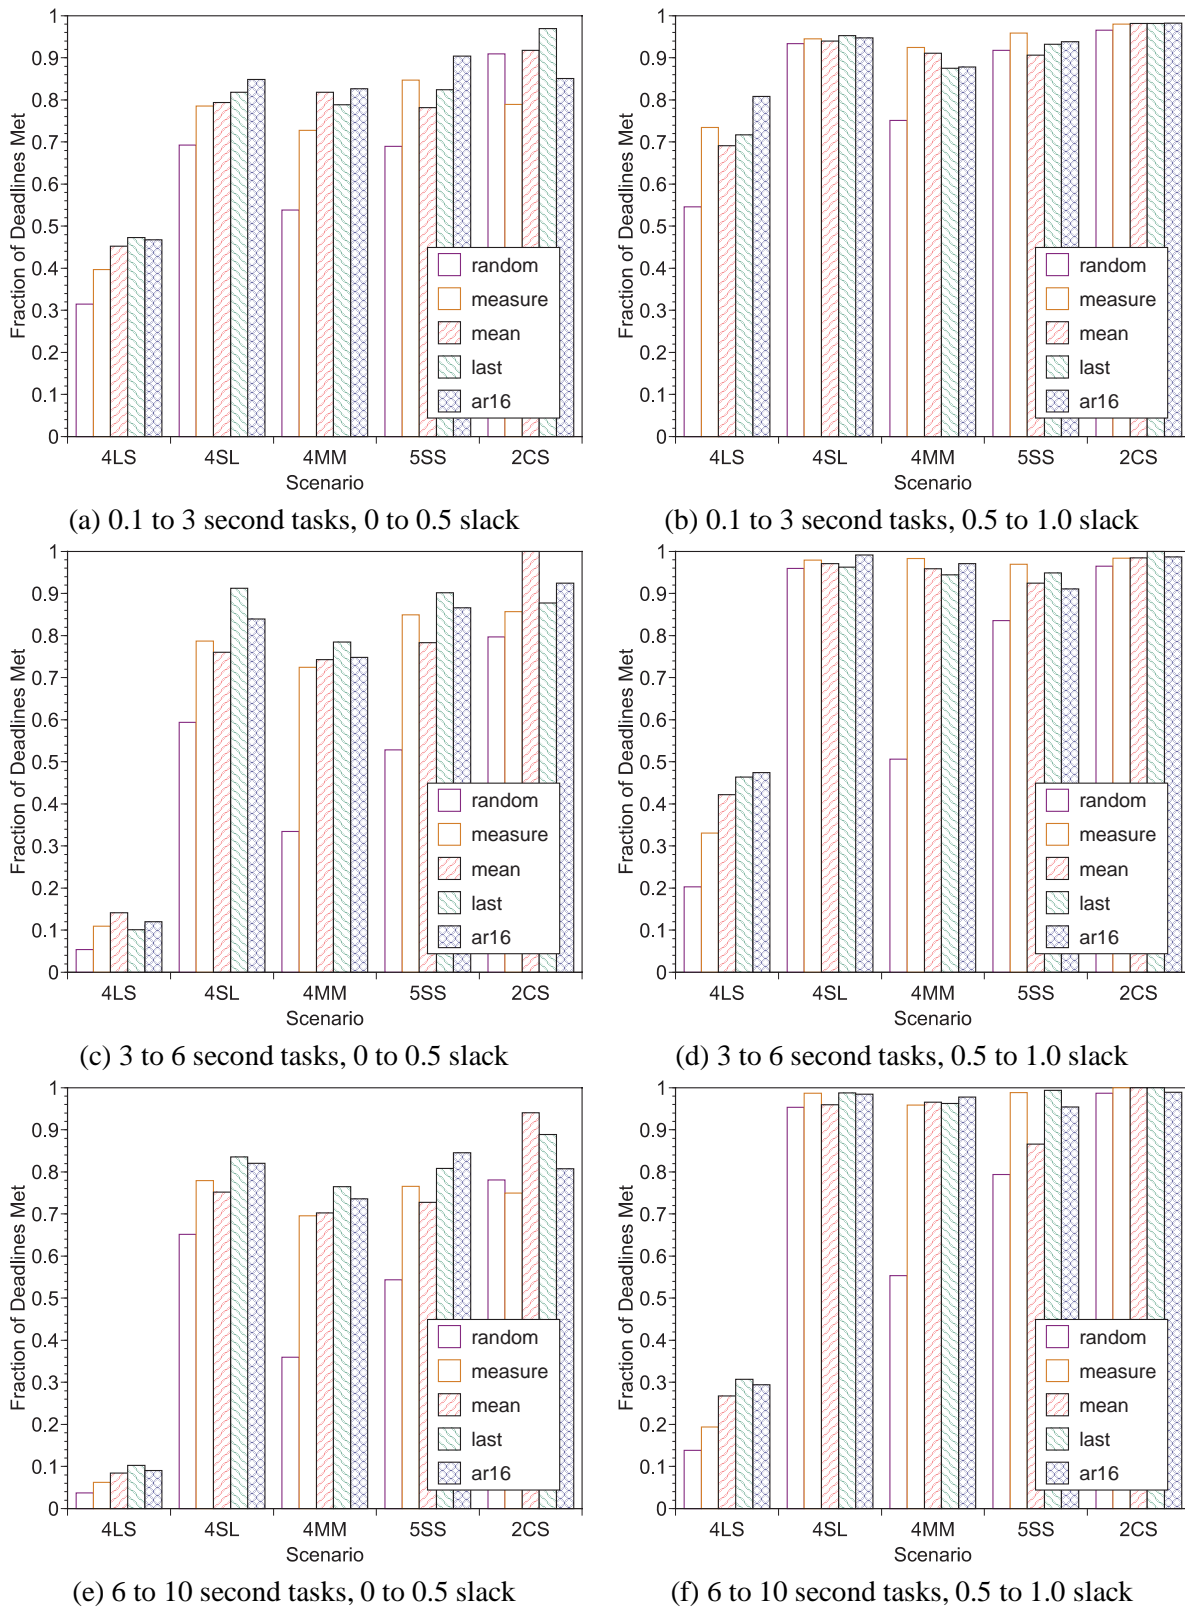 1
0.9
0.8
0.7
0.6
0.5
0.4
0.3
0.2
0.1
0
Fraction of Deadlines Met
random
measure
mean
last
ar16
4LS 4SL 4MM 5SS 2CS
Scenario
(a) 0.1 to 3 second tasks, 0 to 0.5 slack
1
0.9
0.8
0.7
0.6
0.5
0.4
0.3
0.2
0.1
0
Fraction of Deadlines Met
random
measure
mean
last
ar16
4LS 4SL 4MM 5SS 2CS
Scenario
(b) 0.1 to 3 second tasks, 0.5 to 1.0 slack
1
0.9
0.8
0.7
0.6
0.5
0.4
0.3
0.2
0.1
0
Fraction of Deadlines Met
random
measure
mean
last
ar16
4LS 4SL 4MM 5SS 2CS
Scenario
(c) 3 to 6 second tasks, 0 to 0.5 slack
1
0.9
0.8
0.7
0.6
0.5
0.4
0.3
0.2
0.1
0
Fraction of Deadlines Met
random
measure
mean
last
ar16
4LS 4SL 4MM 5SS 2CS
Scenario
(d) 3 to 6 second tasks, 0.5 to 1.0 slack
1
0.9
0.8
0.7
0.6
0.5
0.4
0.3
0.2
0.1
0
Fraction of Deadlines Met
random
measure
mean
last
ar16
4LS 4SL 4MM 5SS 2CS
Scenario
(e) 6 to 10 second tasks, 0 to 0.5 slack
1
0.9
0.8
0.7
0.6
0.5
0.4
0.3
0.2
0.1
0
Fraction of Deadlines Met
random
measure
mean
last
ar16
4LS 4SL 4MM 5SS 2CS
Scenario
(f) 6 to 10 second tasks, 0.5 to 1.0 slack